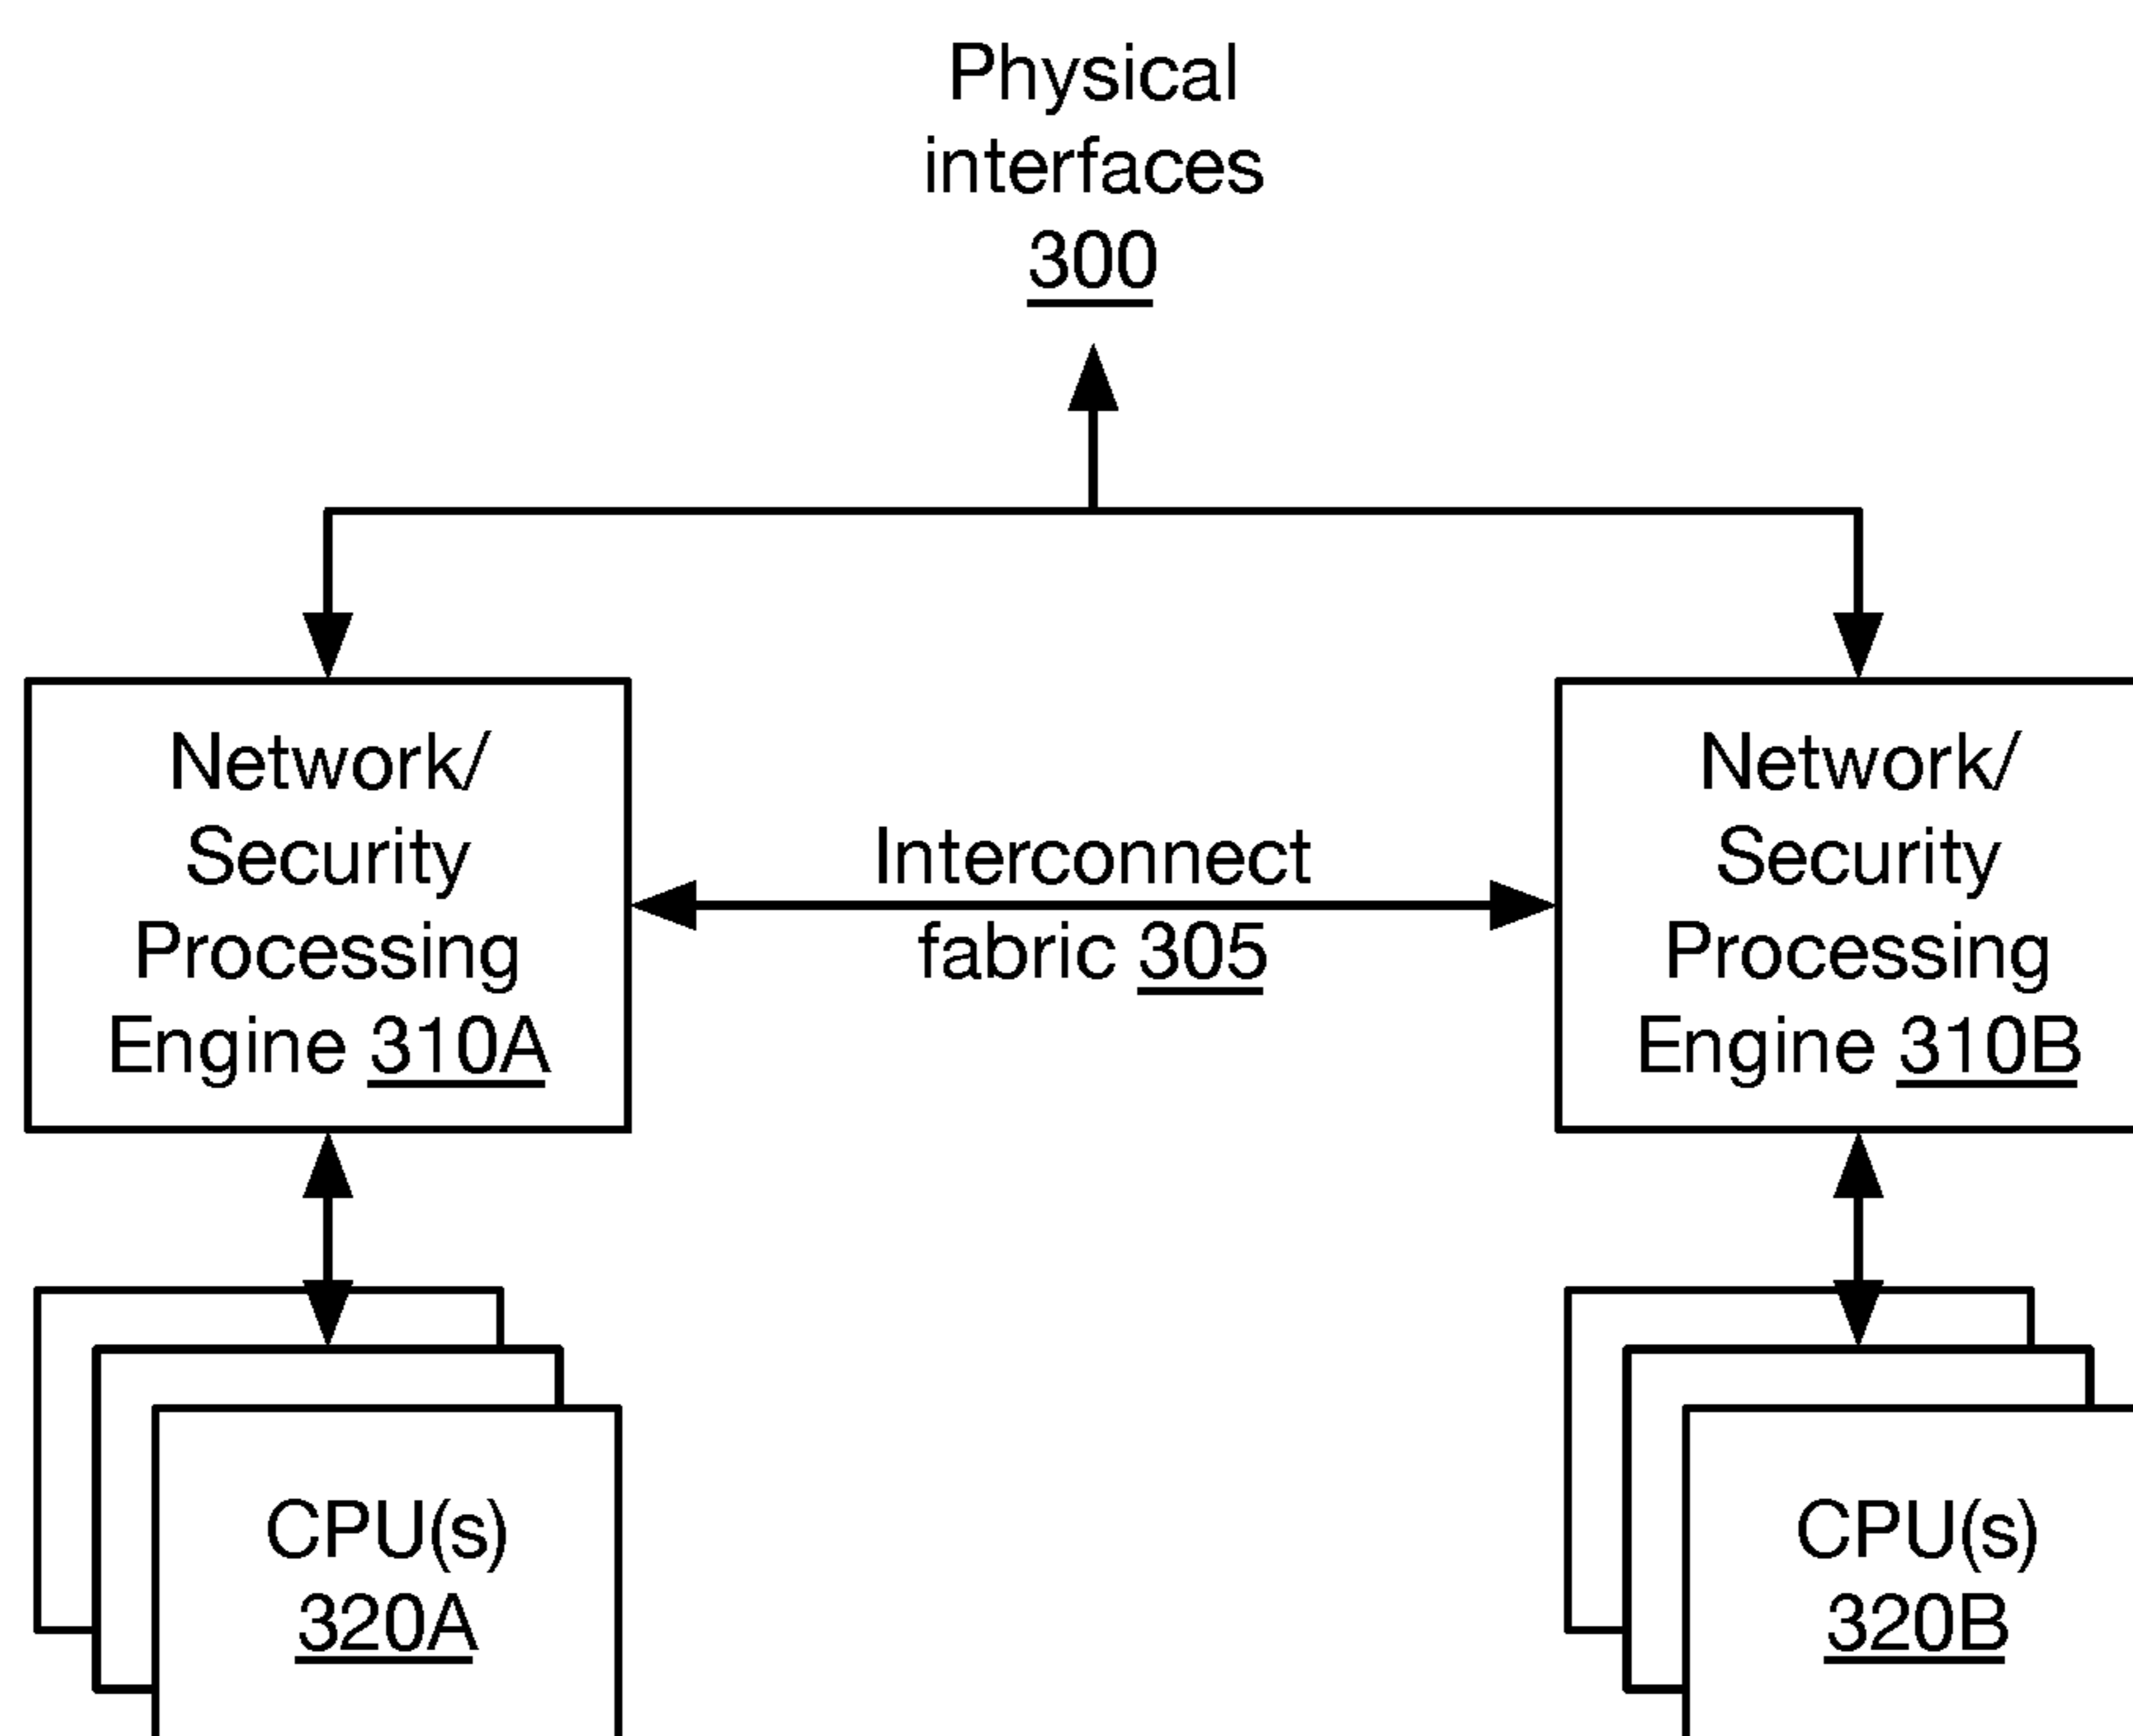 Physical
interfaces
300
Network/
Security
Processing
Engine 310A
Interconnect
fabric 305
Network/
Security
Processing
Engine 310B
CPU(s)
320A
CPU(s)
320B